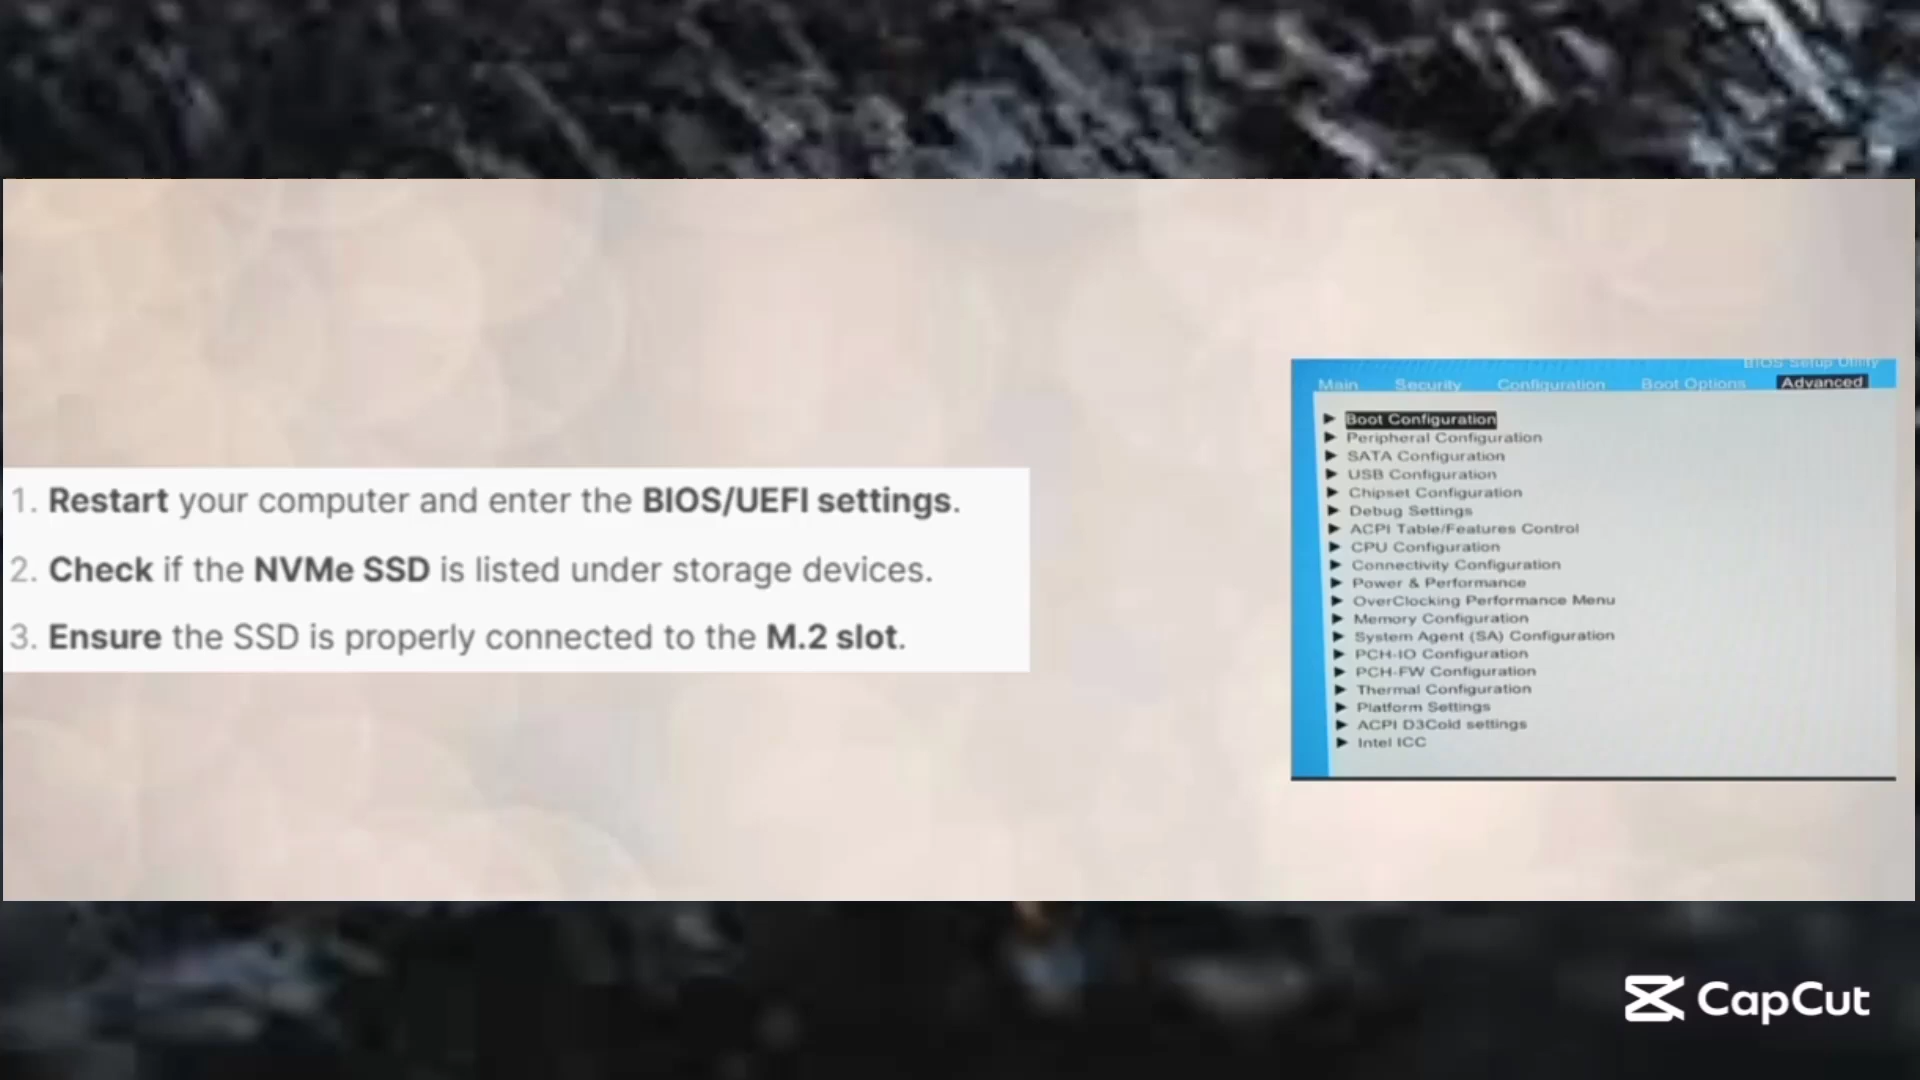 1. Restart your computer and enter the BIOS/UEFI settings.
2. Check if the NVMe SSD is listed under storage devices.
3. Ensure the SSD is properly connected to the M.2 slot.
BIOS Setup Utility
Main Security Configuration Boot Options Advanced
Boot Configuration
Peripheral Configuration
SATA Configuration
USB Configuration
Chipset Configuration
Debug Settings
ACPI Table/Features Control
CPU Configuration
Connectivity Configuration
Power & Performance
OverClocking Performance Menu
Memory Configuration
System Agent (SA) Configuration
PCH-IO Configuration
PCH-FW Configuration
Thermal Configuration
Platform Settings
ACPI D3Cold settings
Intel ICC
CapCut